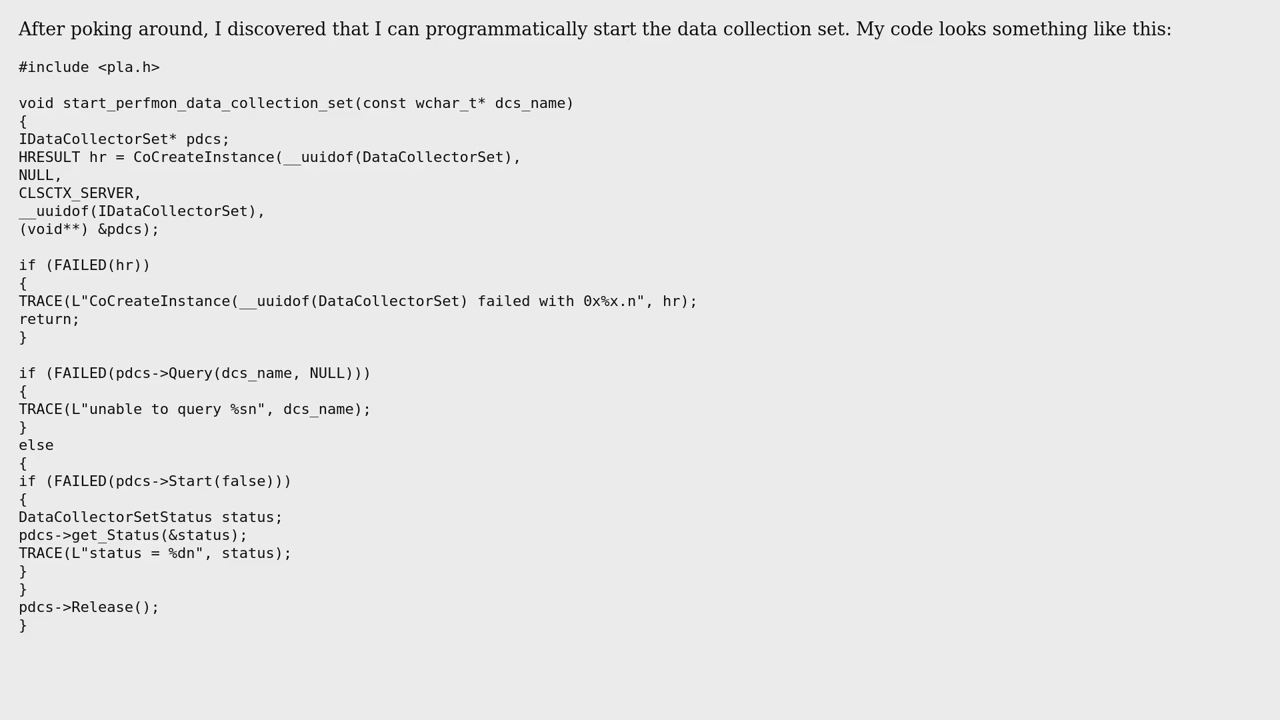 After poking around, I discovered that I can programmatically start the data collection set. My code looks something like this:
#include <pla.h>
void start_perfmon_data_collection_set(const wchar_t* dcs_name)
{
IDataCollectorSet* pdcs;
HRESULT hr = CoCreateInstance(__uuidof(DataCollectorSet),
NULL,
CLSCTX_SERVER,
__uuidof(IDataCollectorSet),
(void**) &pdcs);
if (FAILED(hr))
{
TRACE(L"CoCreateInstance(__uuidof(DataCollectorSet) failed with 0x%x.n", hr);
return;
}
if (FAILED(pdcs->Query(dcs_name, NULL)))
{
TRACE(L"unable to query %sn", dcs_name);
}
else
{
if (FAILED(pdcs->Start(false)))
{
DataCollectorSetStatus status;
pdcs->get_Status(&status);
TRACE(L"status = %dn", status);
}
}
pdcs->Release();
}